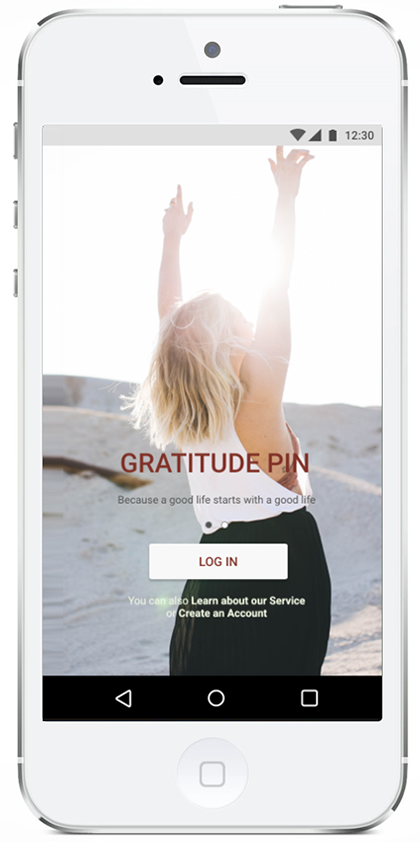 12:30
GRATITUDE PIN
Because a good life starts with a good life
LOG IN
You can also Learn about our Service
or Create an Account